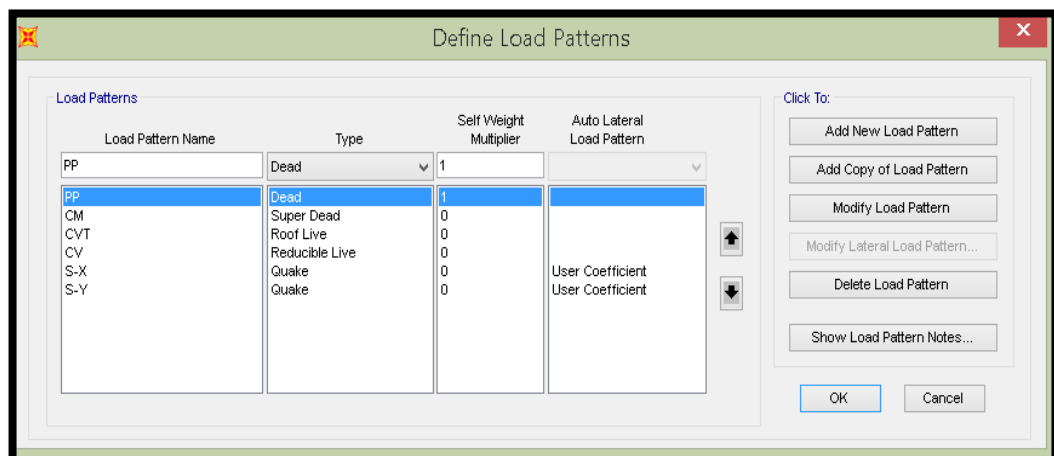 Define Load Patterns
Load Patterns
Click To:
Load Pattern Name Type Self Weight Multiplier Auto Lateral Load Pattern
PP Dead 1
PP Dead 1
CM Super Dead 0
CVT Roof Live 0
CV Reducible Live 0
S-X Quake 0 User Coefficient
S-Y Quake 0 User Coefficient
Add New Load Pattern
Add Copy of Load Pattern
Modify Load Pattern
Modify Lateral Load Pattern...
Delete Load Pattern
Show Load Pattern Notes...
OK Cancel